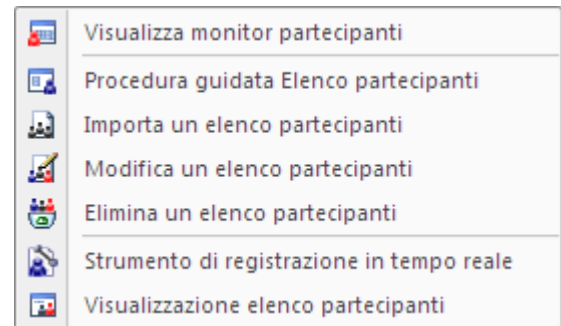 Visualizza monitor partecipanti
Procedura guidata Elenco partecipanti
Importa un elenco partecipanti
Modifica un elenco partecipanti
Elimina un elenco partecipanti
Strumento di registrazione in tempo reale
Visualizzazione elenco partecipanti